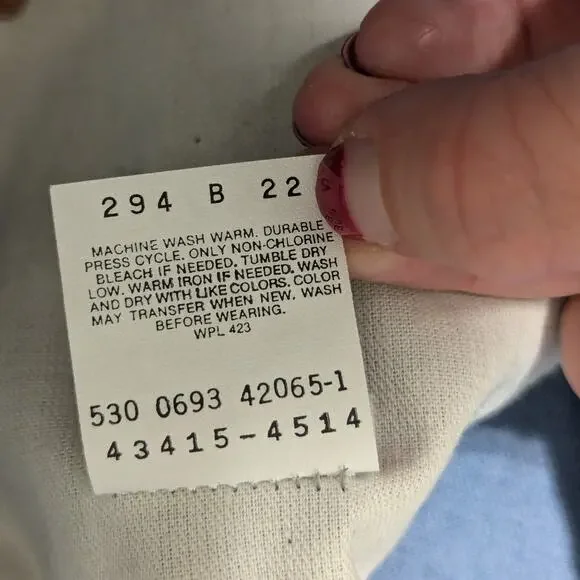 294 B 22
MACHINE WASH WARM. DURABLE
PRESS CYCLE. ONLY NON-CHLORINE
BLEACH IF NEEDED. TUMBLE DRY
LOW. WARM IRON IF NEEDED. WASH
AND DRY WITH LIKE COLORS. COLOR
MAY TRANSFER WHEN NEW. WASH
BEFORE WEARING.
WPL 423
530 0693 42065-1
43415-4514